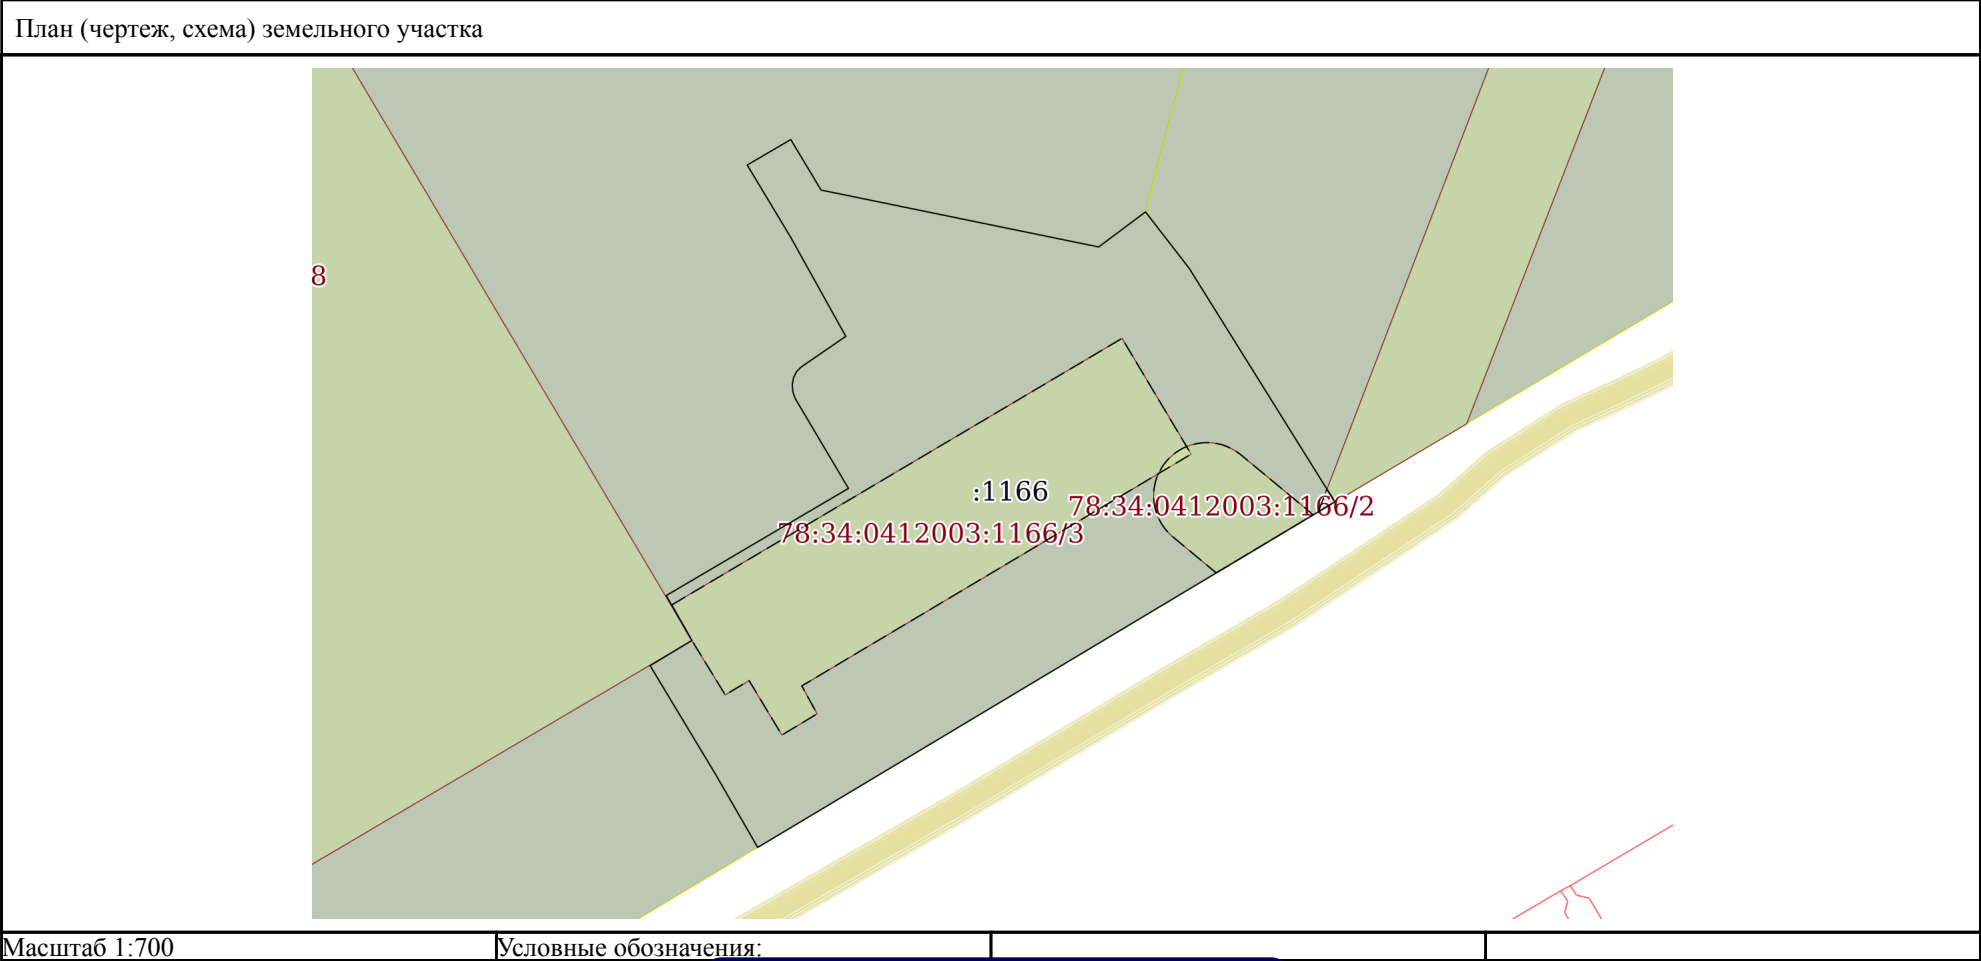 План (чертеж, схема) земельного участка
8
:1166
78:34:0412003:1166/2
78:34:0412003:1166/3
Масштаб 1:700
Условные обозначения: